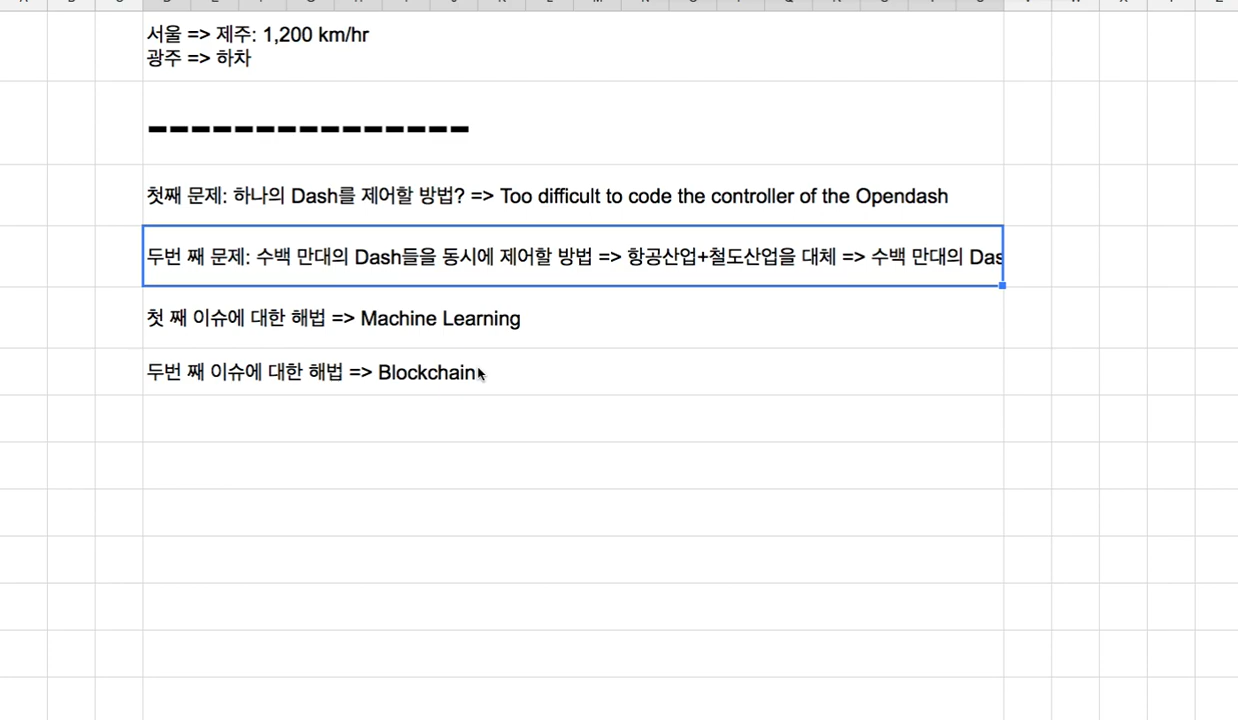 서울 => 제주: 1,200 km/hr
광주 => 하차
첫째 문제: 하나의 Dash를 제어할 방법? => Too difficult to code the controller of the Opendash
두번 째 문제: 수백 만대의 Dash들을 동시에 제어할 방법 => 항공산업+철도산업을 대체 => 수백 만대의 Das
첫 째 이슈에 대한 해법 => Machine Learning
두번 째 이슈에 대한 해법 => Blockchain